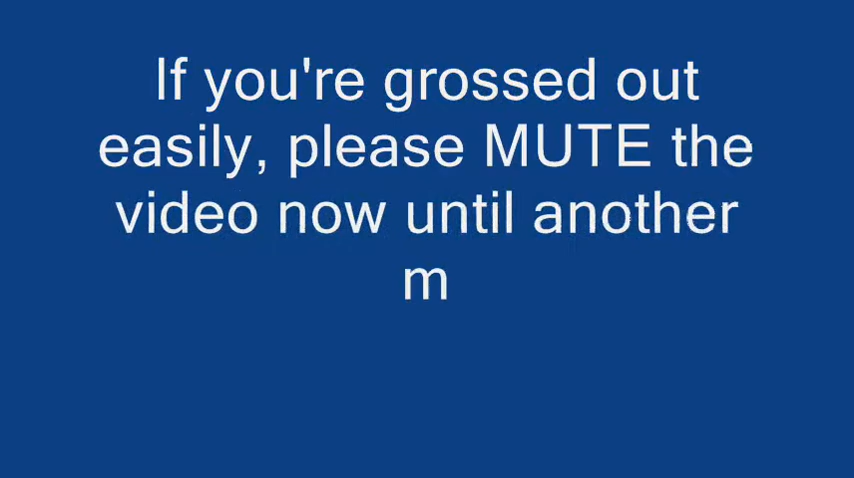 If you're grossed out
easily, please MUTE the
video now until another
m